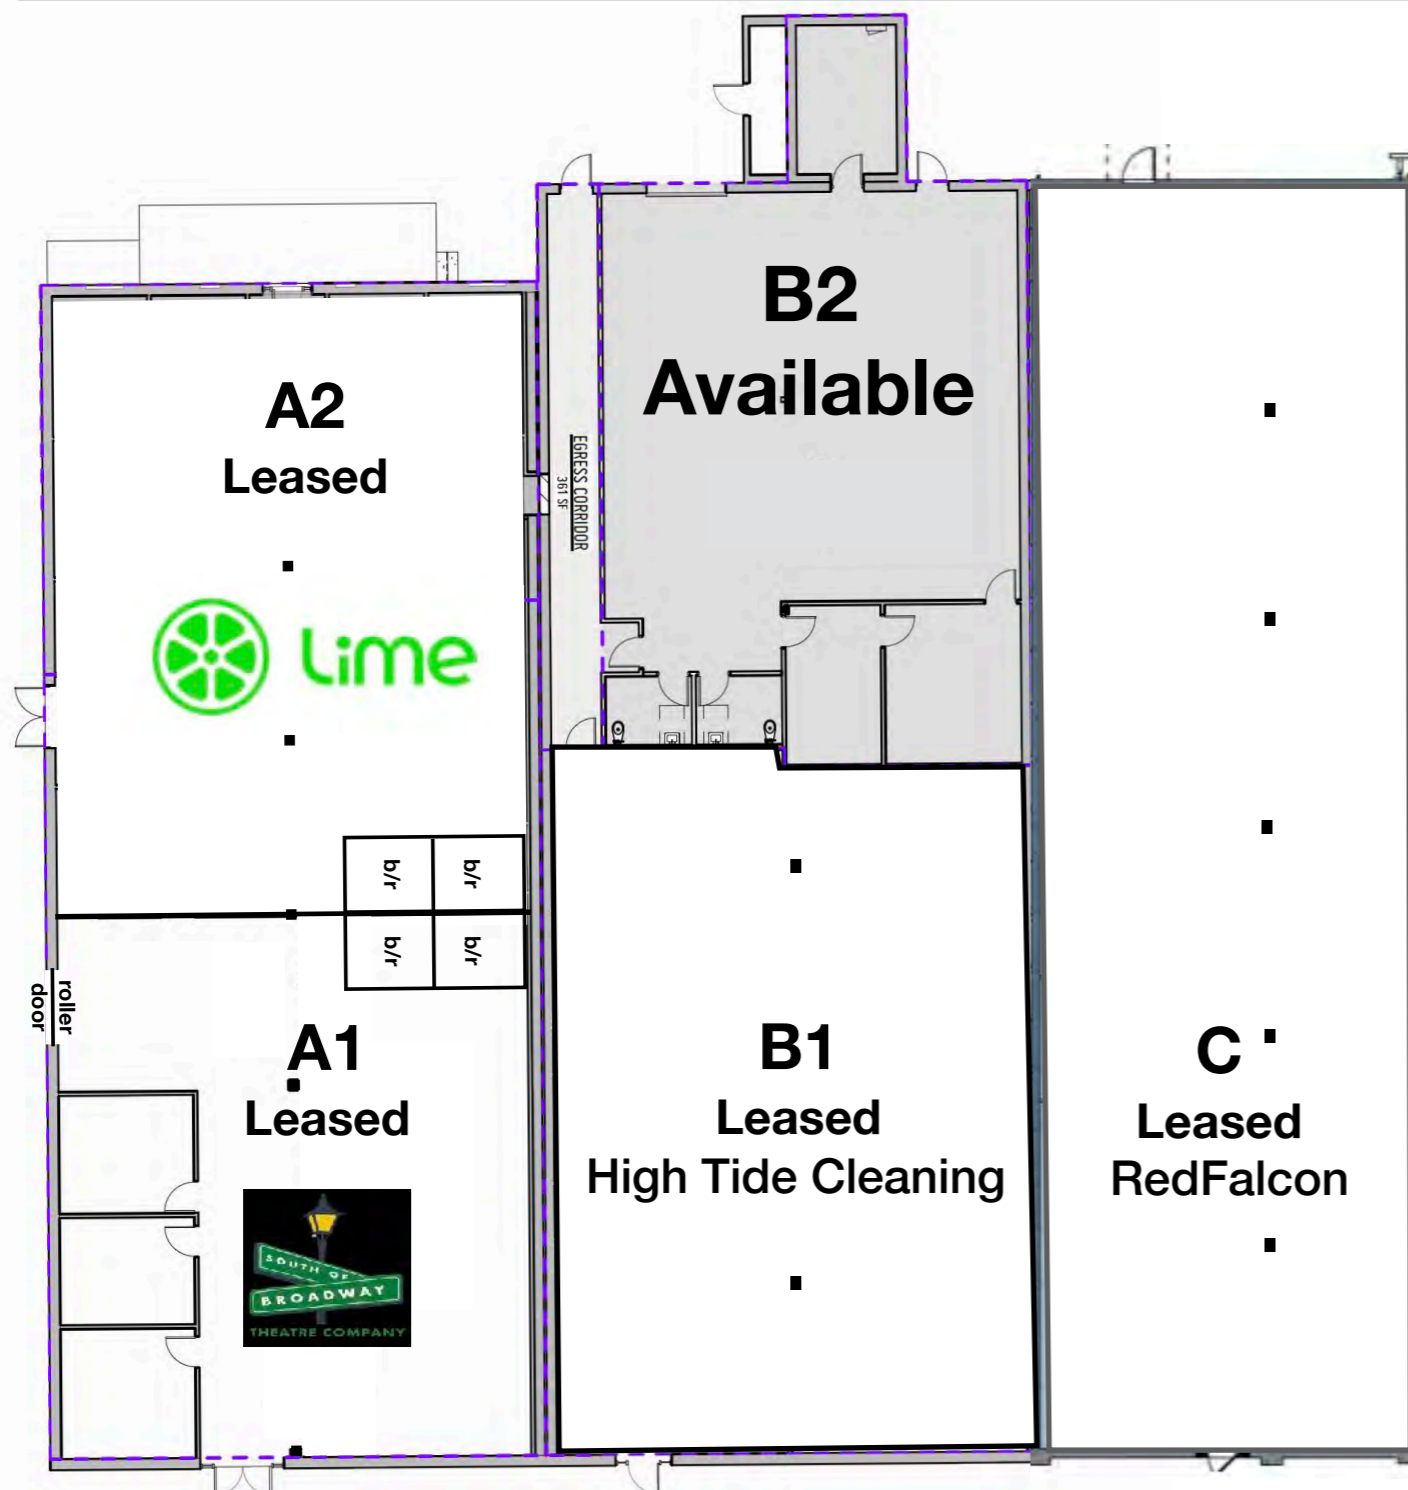 B2
Available
A2
Leased
EGRESS CORRIDOR
361 SF
Lime
b/r
b/r
b/r
b/r
roller
door
A1
Leased
SOUTH OF
BROADWAY
THEATRE COMPANY
B1
Leased
High Tide Cleaning
C
Leased
RedFalcon